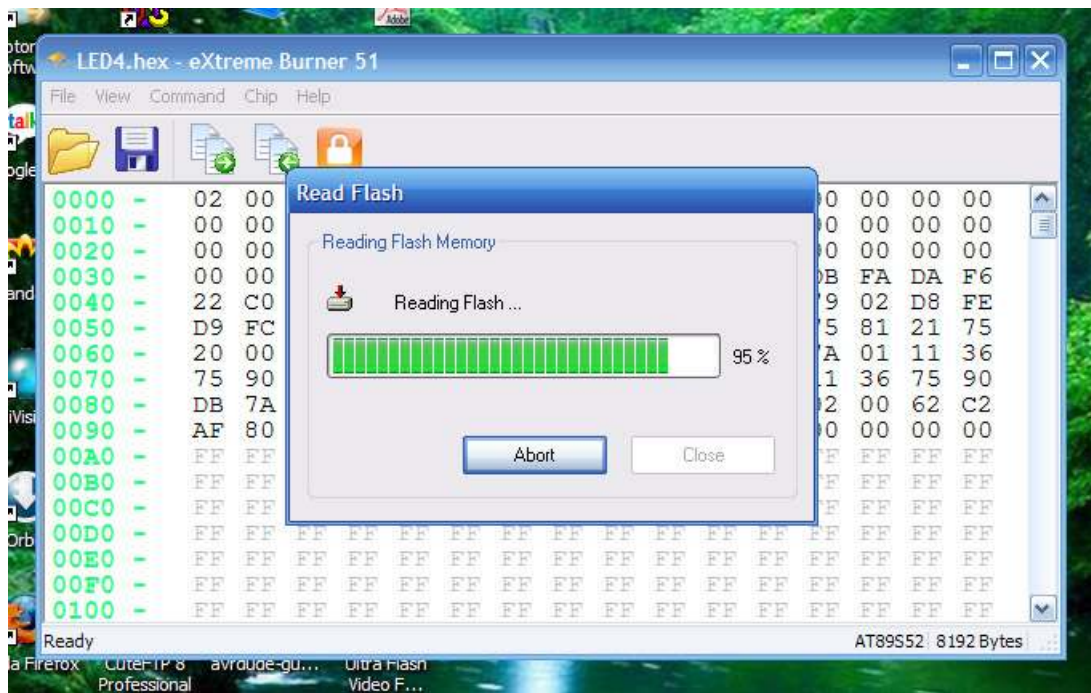 Adobe
LED4.hex - eXtreme Burner 51
File View Command Chip Help
talk
Read Flash
Reading Flash Memory
Reading Flash ...
95 %
Abort
Close
0000 - 02 00 00 00 00
0010 - 00 00 00 00 00
0020 - 00 00 00 00 00
0030 - 00 00 FA DA F6
0040 - 22 C0 02 D8 FE
0050 - D9 FC 81 21 75
0060 - 20 00 01 11 36
0070 - 75 90 36 75 90
0080 - DB 7A 00 62 C2
0090 - AF 80 00 00 00
00A0 - FF FF FF FF FF
00B0 - FF FF FF FF FF
00C0 - FF FF FF FF FF
00D0 - FF FF FF FF FF FF FF FF FF FF FF FF FF FF FF FF
00E0 - FF FF FF FF FF FF FF FF FF FF FF FF FF FF FF FF
00F0 - FF FF FF FF FF FF FF FF FF FF FF FF FF FF FF FF
0100 - FF FF FF FF FF FF FF FF FF FF FF FF FF FF FF FF
Ready AT89S52 8192 Bytes
CuteFTP 8 avrdude-gu... Ultra Flash
Professional Video F...